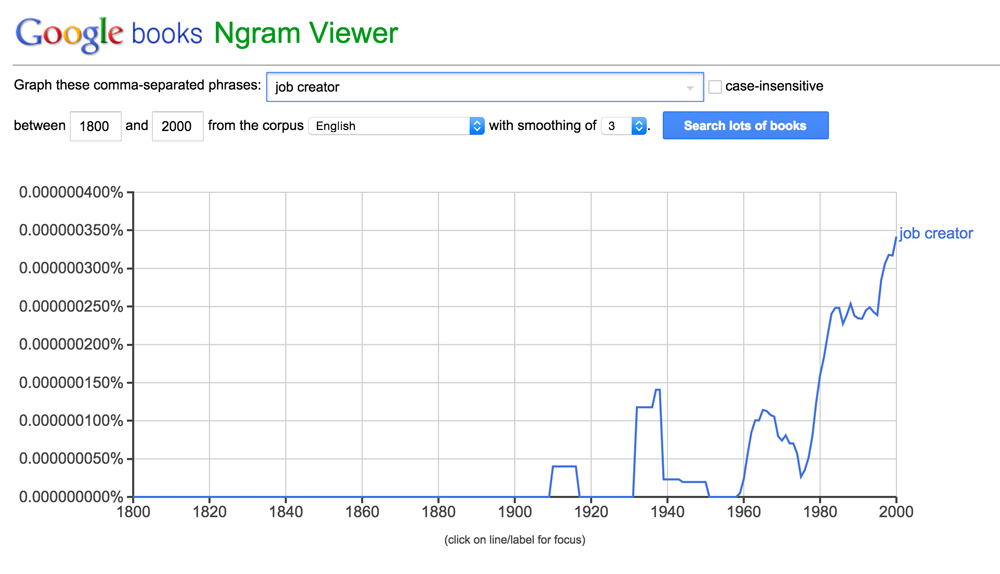 Google books Ngram Viewer
Graph these comma-separated phrases: job creator case-insensitive
between 1800 and 2000 from the corpus English with smoothing of 3. Search lots of books
0.000000400%
0.000000350%
job creator
0.000000300%
0.000000250%
0.000000200%
0.000000150%
0.000000100%
0.000000050%
0.000000000%
1800 1820 1840 1860 1880 1900 1920 1940 1960 1980 2000
(click on line/label for focus)